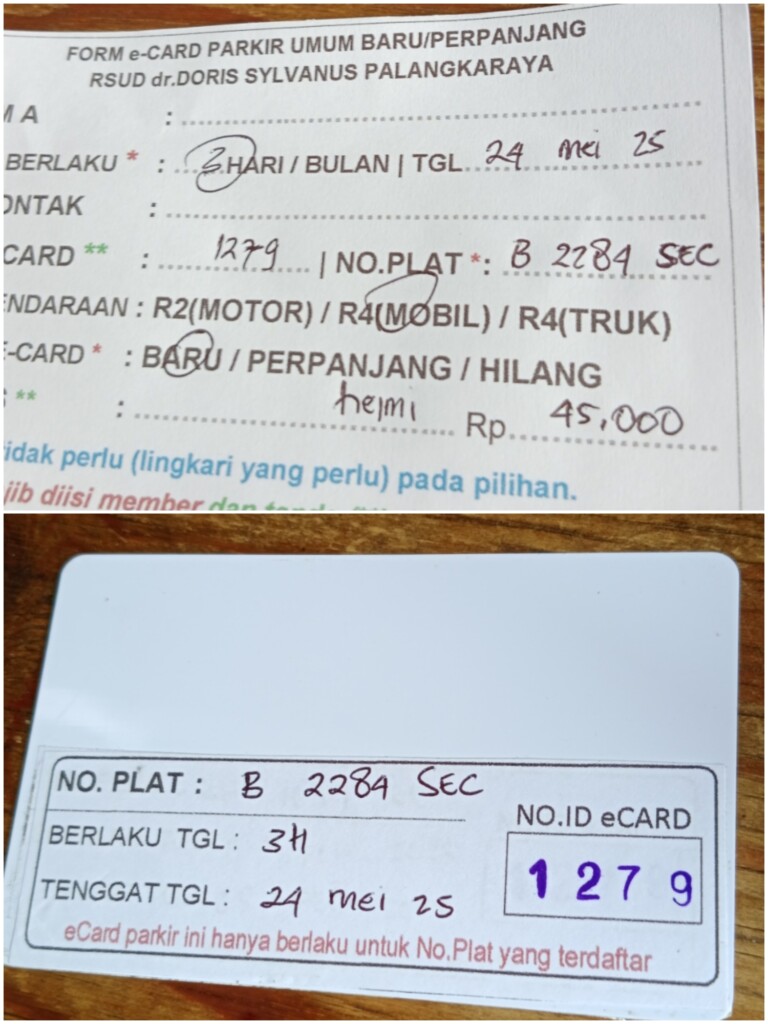 FORM e-CARD PARKIR UMUM BARU/PERPANJANG
RSUD dr.DORIS SYLVANUS PALANGKARAYA
M A : ..................
BERLAKU * : 3 HARI / BULAN | TGL. 24 mei 25
ONTAK : ..................
CARD ** : 1279 | NO.PLAT *: B 2284 SEC
ENDARAAN : R2(MOTOR) / R4(MOBIL) / R4(TRUK)
E-CARD * : BARU / PERPANJANG / HILANG
** : helmi Rp. 45,000
idak perlu (lingkari yang perlu) pada pilihan.
jib diisi member dan
NO. PLAT : B 2284 SEC
NO.ID eCARD
BERLAKU TGL : 3H
1279
TENGGAT TGL : 24 mei 25
eCard parkir ini hanya berlaku untuk No.Plat yang terdaftar